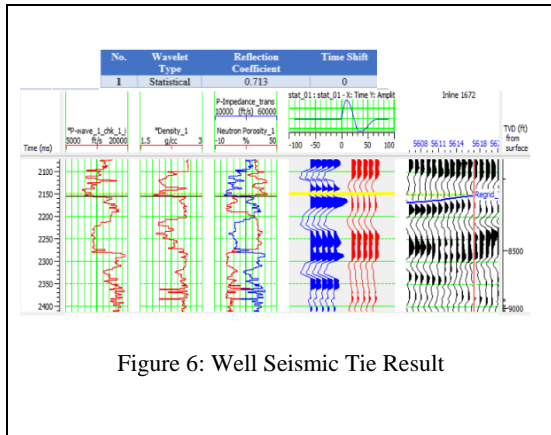 No. Wavelet Type Reflection Coefficient Time Shift
1 Statistical 0.713 0
P-Impedance_trans
10000 (ft/s) 60000
stat_01 : stat_01 - X: Time Y: Amplit
Inline 1672
*P-wave_1_chk_1_i
*Density_1
Neutron Porosity_1
TVD (ft) from surface
Time (ms)
5000 ft/s 20000
1.5 g/cc 3
-10 % 50
-100 -50 0 50 100
5608 5611 5614 5618
2100
2150
2200
2250
2300
2350
2400
Regrid_
-8500
-9000
Figure 6: Well Seismic Tie Result